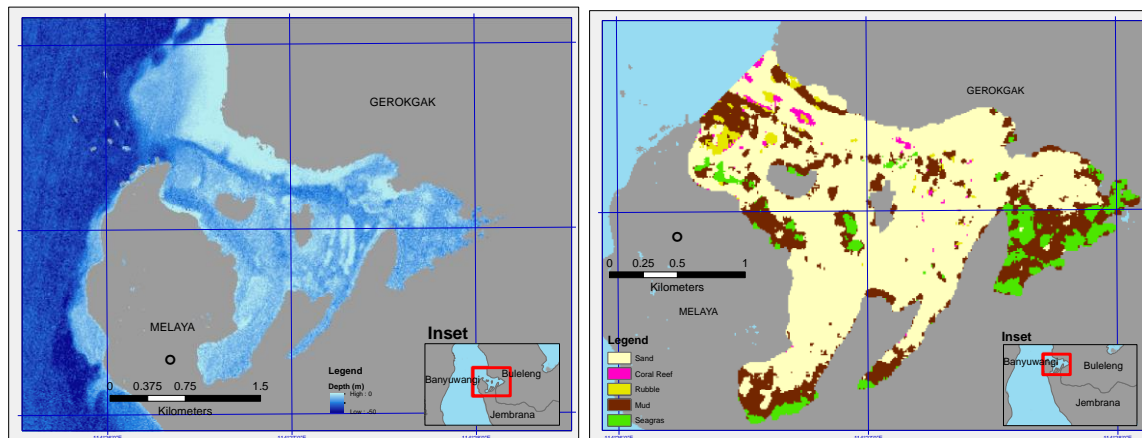 GEROKGAK
MELAYA
0 0.375 0.75 1.5
Kilometers
Legend
Depth (m)
High : 0
Low : -50
Inset
Banyuwangi
Buleleng
Jembrana
GEROKGAK
0 0.25 0.5 1
Kilometers
MELAYA
Legend
Sand
Coral Reef
Rubble
Mud
Seagras
Inset
Banyuwangi
Buleleng
Jembrana